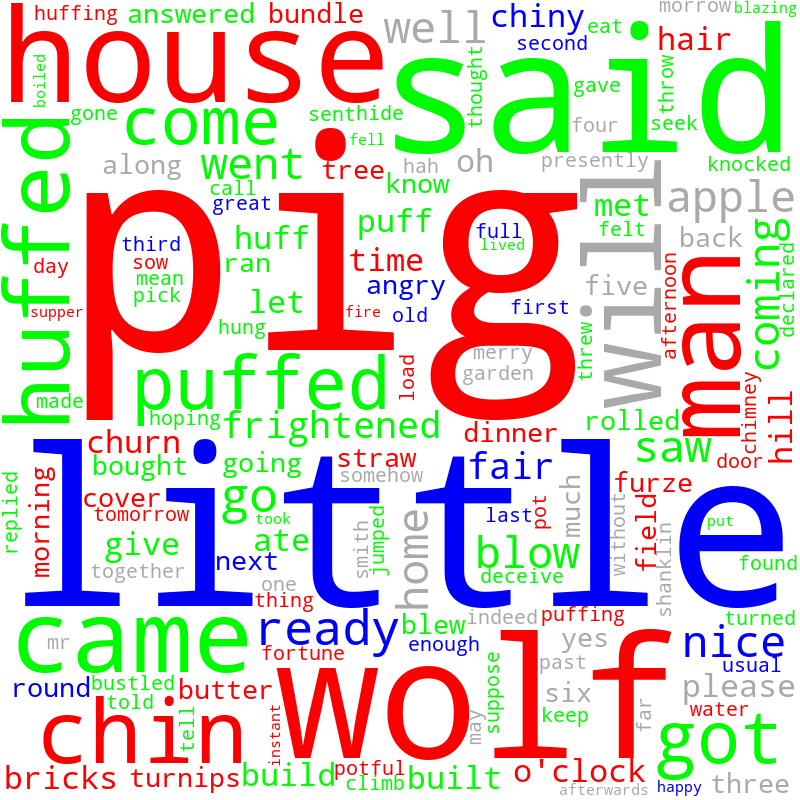 huffing
bundle
answered
chiny
morrow
blazing
house
well
second
eat
hair
said
boiled
gone
come
sent
hide
thought
gave
throw
four
seek
fell
huffed
along
went
tree
hah
oh
presently
knocked
call
know
will
apple
great
puff
met
pig
third
huff
full
felt
back
lived
day
sow
ran
time
man
coming
declared
mean
angry
five
afternoon
pick
let
old
first
supper
hung
fire
merry
threw
puffed
load
garden
made
hoping
frightened
rolled
chimney
hill
churn
dinner
saw
bought
going
straw
fair
door
replied
morning
cover
somehow
furze
little
tomorrow
go
last
pot
much
without
field
took
put
give
ate
smith
jumped
home
blow
next
found
together
deceive
shanklin
one
thing
came
ready
blew
indeed
puffing
turned
mr
enough
yes
nice
fortune
past
usual
round
bustled
butter
wolf
suppose
six
please
told
keep
far
water
chin
tell
instant
may
got
bricks
turnips
build
potful
climb
built
o'clock
afterwards
happy
three